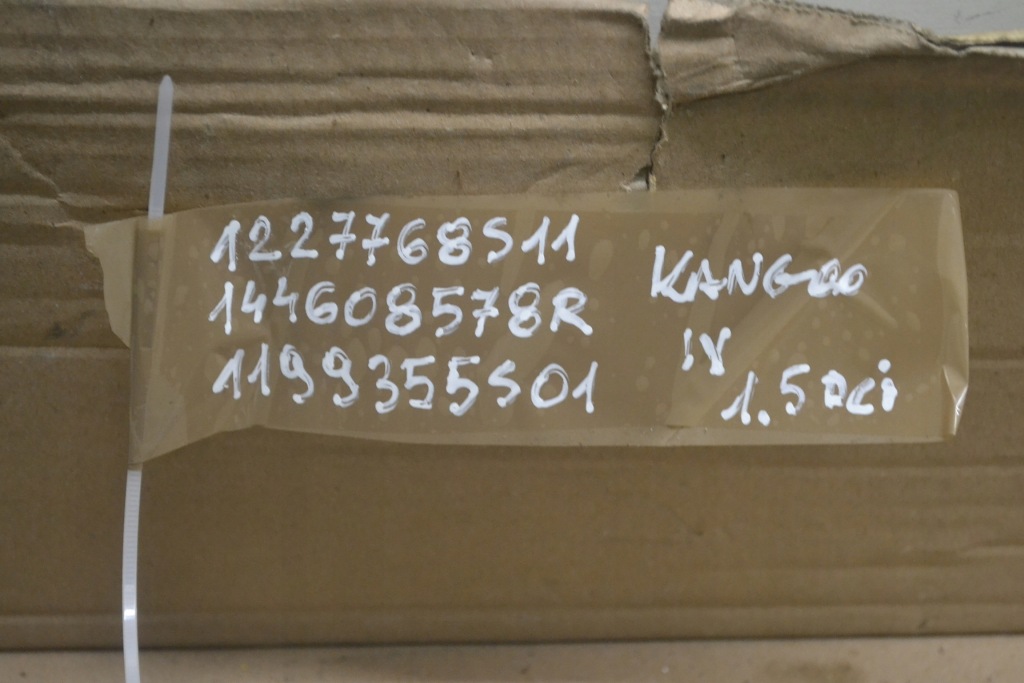 1227768S11
144608578R
1199355S01
KANGOO
IV
1.5 DCi